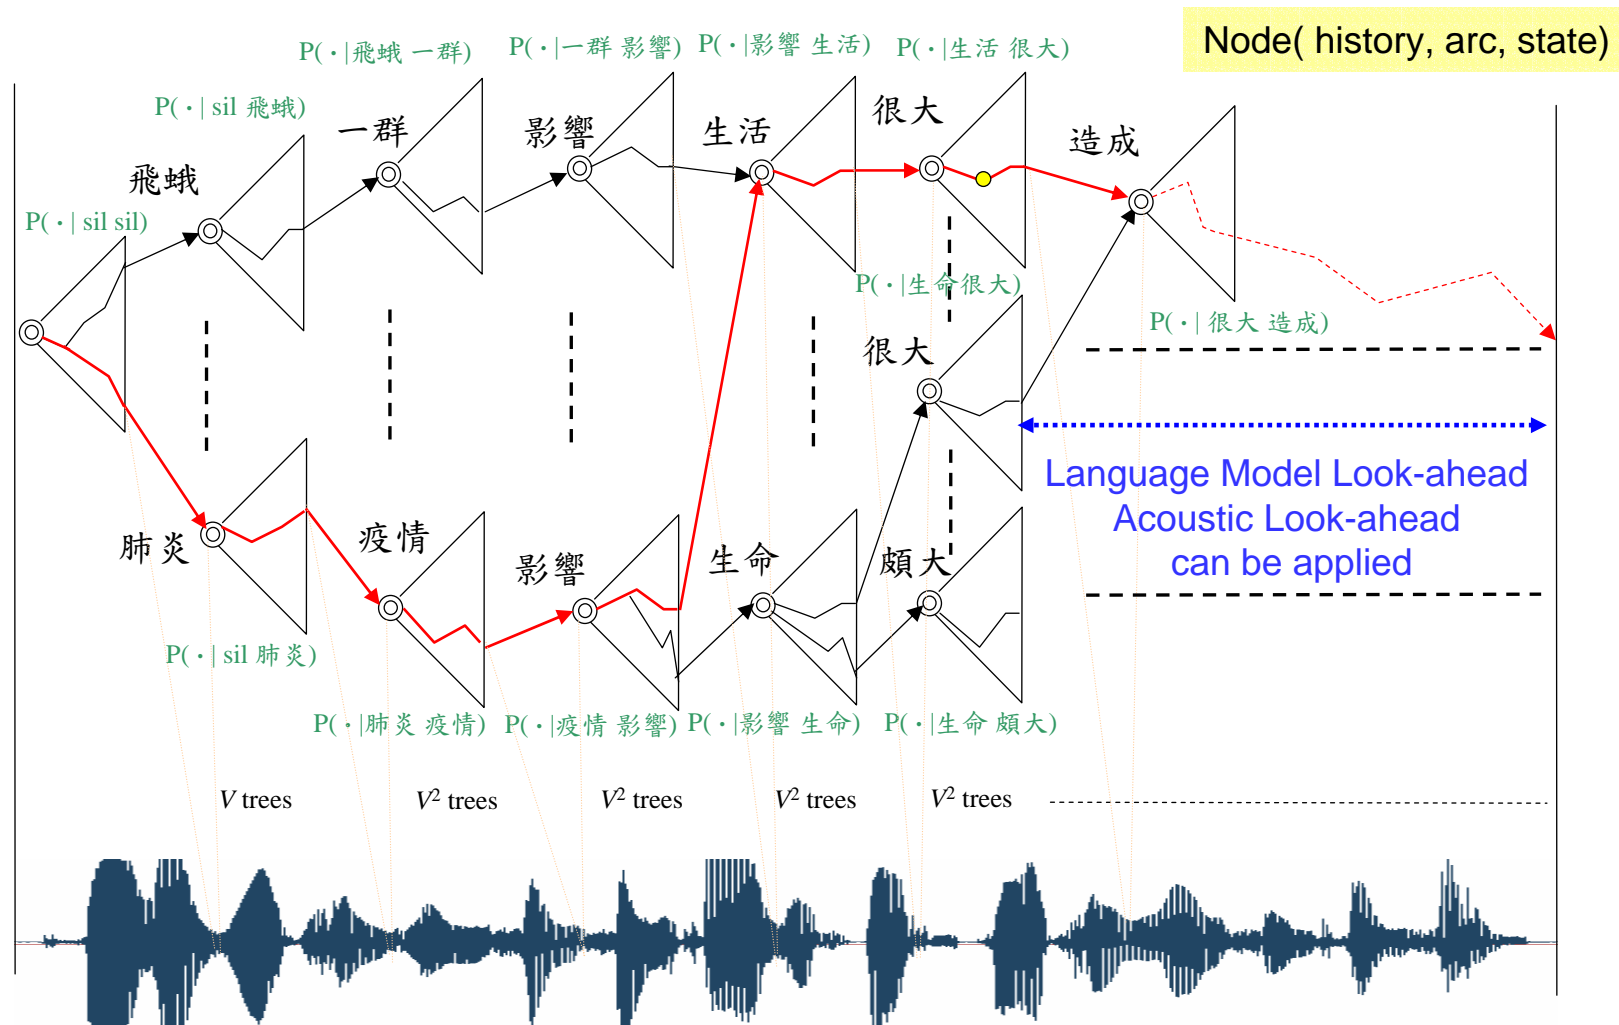 Node( history, arc, state)
P( · |飛蛾 一群)
P( · |一群 影響)
P( · |影響 生活)
P( · |生活 很大)
P( · | sil 飛蛾)
一群
影響
生活
很大
造成
飛蛾
P( · | sil sil)
P( · |生命很大)
P( · | 很大 造成)
很大
Language Model Look-ahead
Acoustic Look-ahead
can be applied
肺炎
疫情
影響
生命
頗大
P( · | sil 肺炎)
P( · |肺炎 疫情)
P( · |疫情 影響)
P( · |影響 生命)
P( · |生命 頗大)
V trees
V² trees
V² trees
V² trees
V² trees